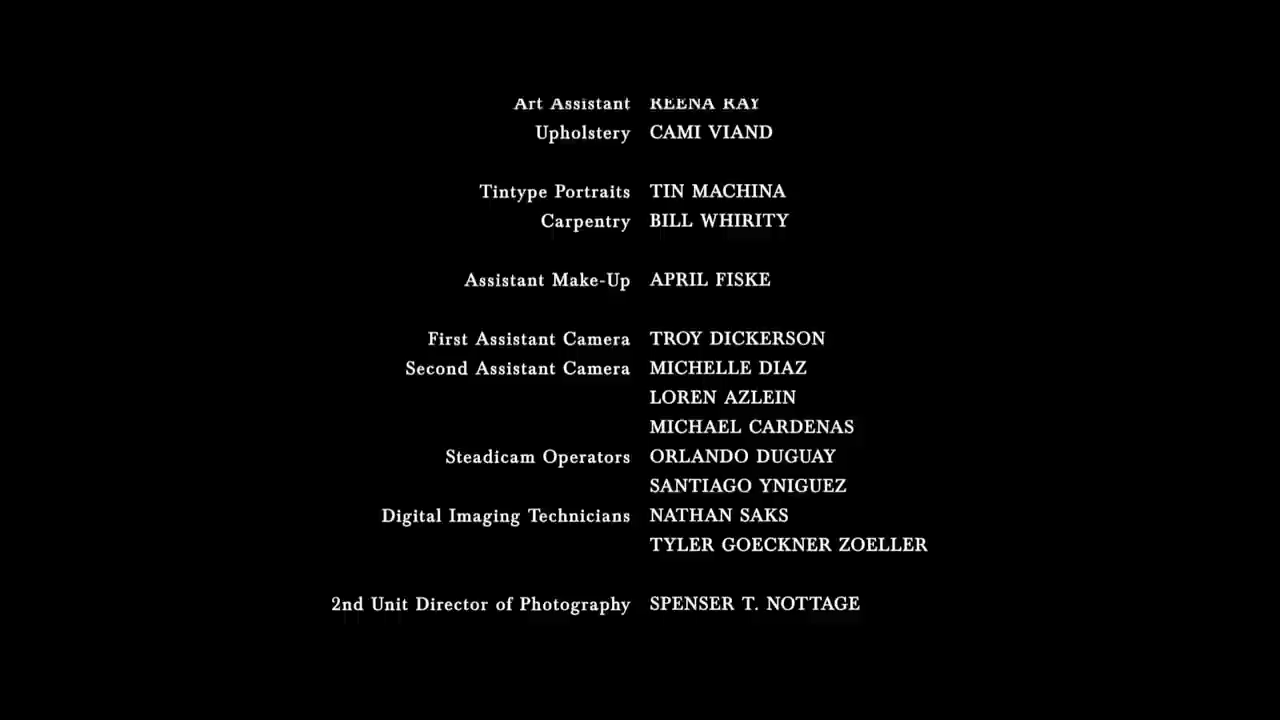 Art Assistant REENA RAY
Upholstery CAMI VIAND
Tintype Portraits TIN MACHINA
Carpentry BILL WHIRITY
Assistant Make-Up APRIL FISKE
First Assistant Camera TROY DICKERSON
Second Assistant Camera MICHELLE DIAZ
LOREN AZLEIN
MICHAEL CARDENAS
Steadicam Operators ORLANDO DUGUAY
SANTIAGO YNIGUEZ
Digital Imaging Technicians NATHAN SAKS
TYLER GOECKNER ZOELLER
2nd Unit Director of Photography SPENSER T. NOTTAGE